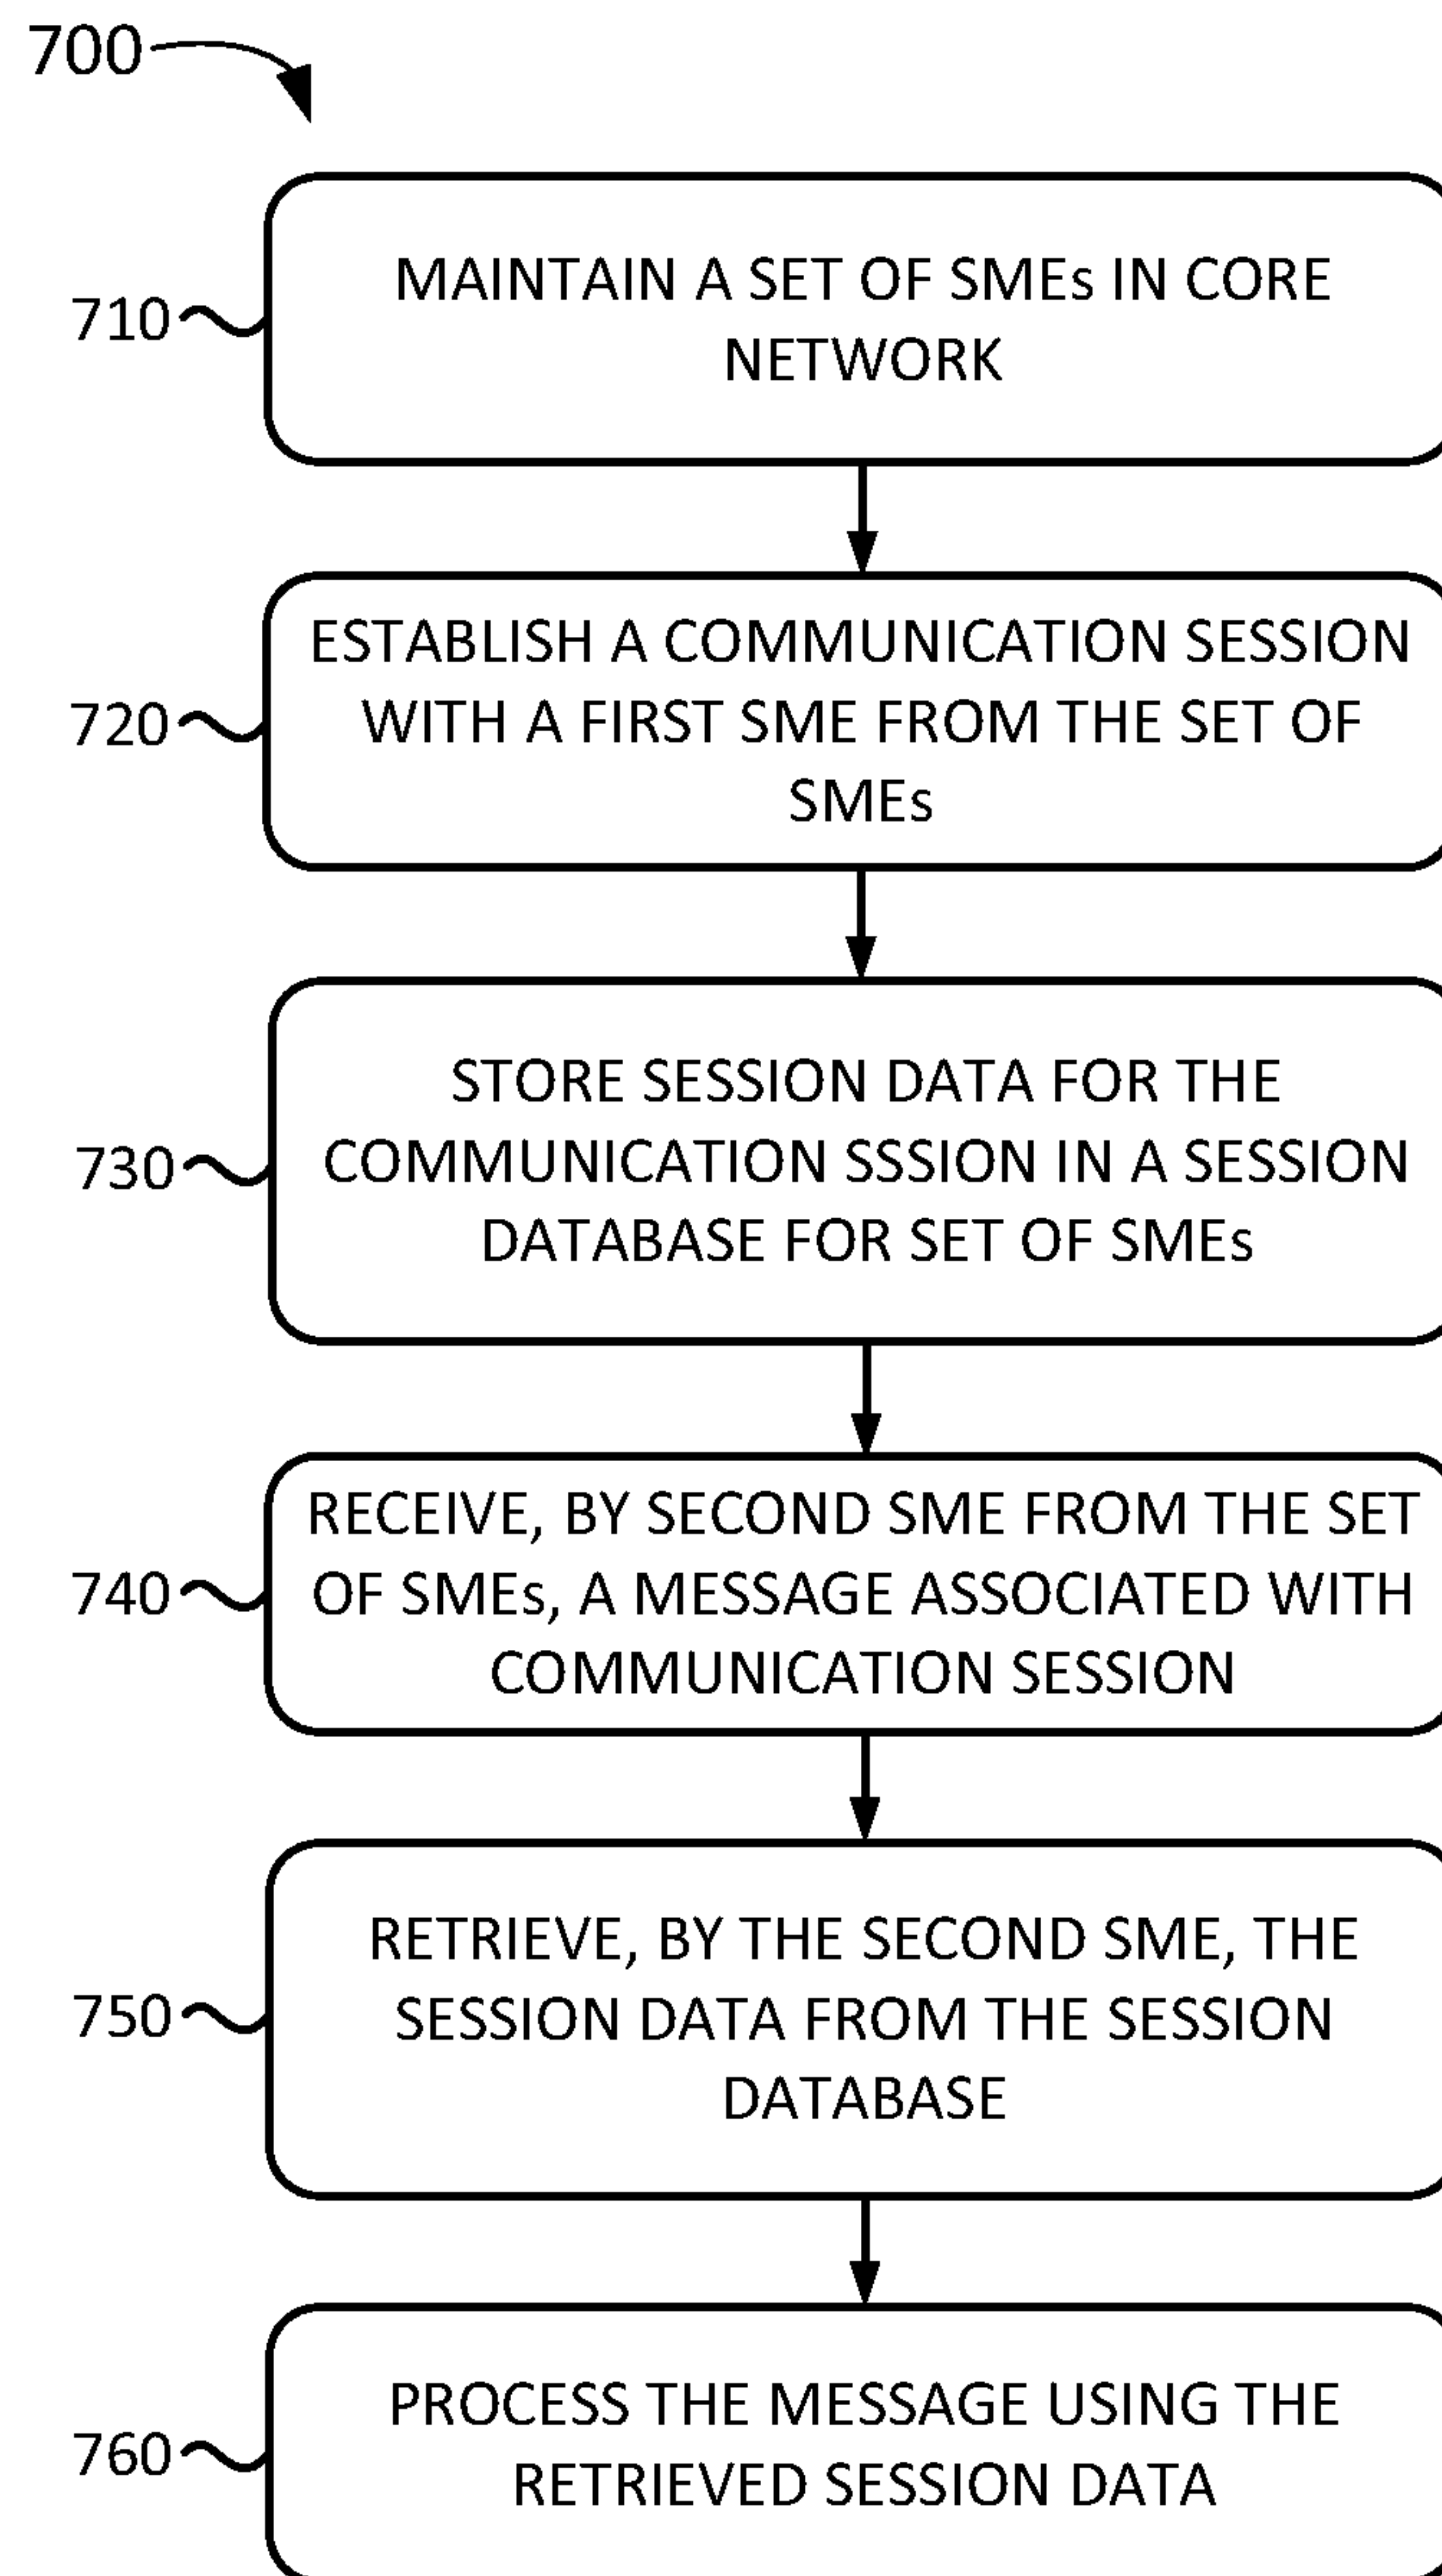 700
710
MAINTAIN A SET OF SMEs IN CORE
NETWORK
720
ESTABLISH A COMMUNICATION SESSION
WITH A FIRST SME FROM THE SET OF
SMEs
730
STORE SESSION DATA FOR THE
COMMUNICATION SSSION IN A SESSION
DATABASE FOR SET OF SMEs
740
RECEIVE, BY SECOND SME FROM THE SET
OF SMEs, A MESSAGE ASSOCIATED WITH
COMMUNICATION SESSION
750
RETRIEVE, BY THE SECOND SME, THE
SESSION DATA FROM THE SESSION
DATABASE
760
PROCESS THE MESSAGE USING THE
RETRIEVED SESSION DATA